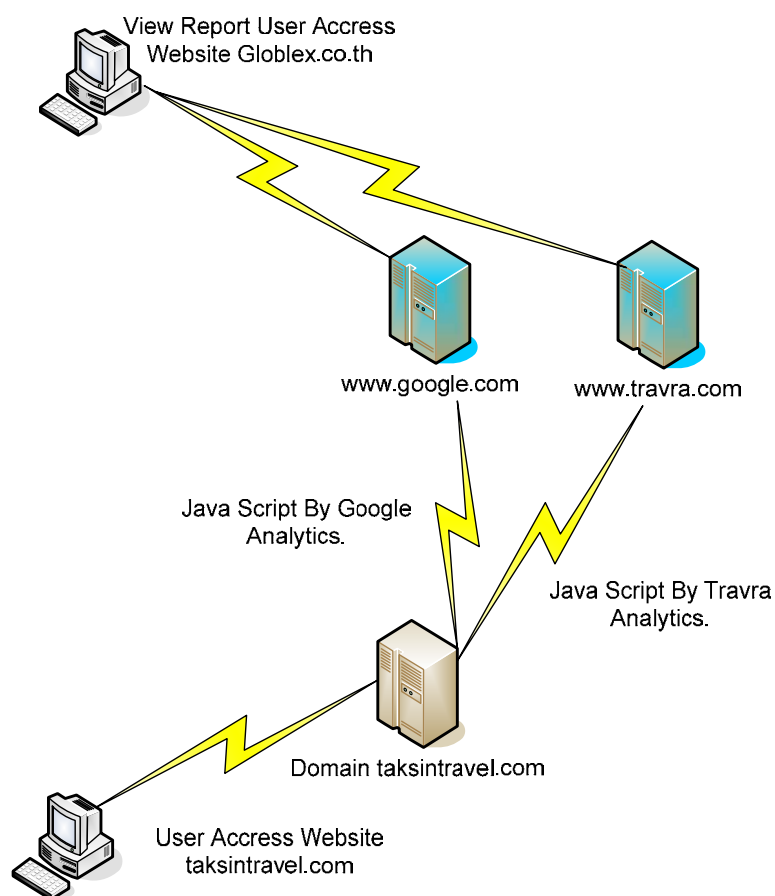 View Report User Accress
Website Globlex.co.th
www.google.com
www.travra.com
Java Script By Google
Analytics.
Java Script By Travra
Analytics.
Domain taksintravel.com
User Access Website
taksintravel.com